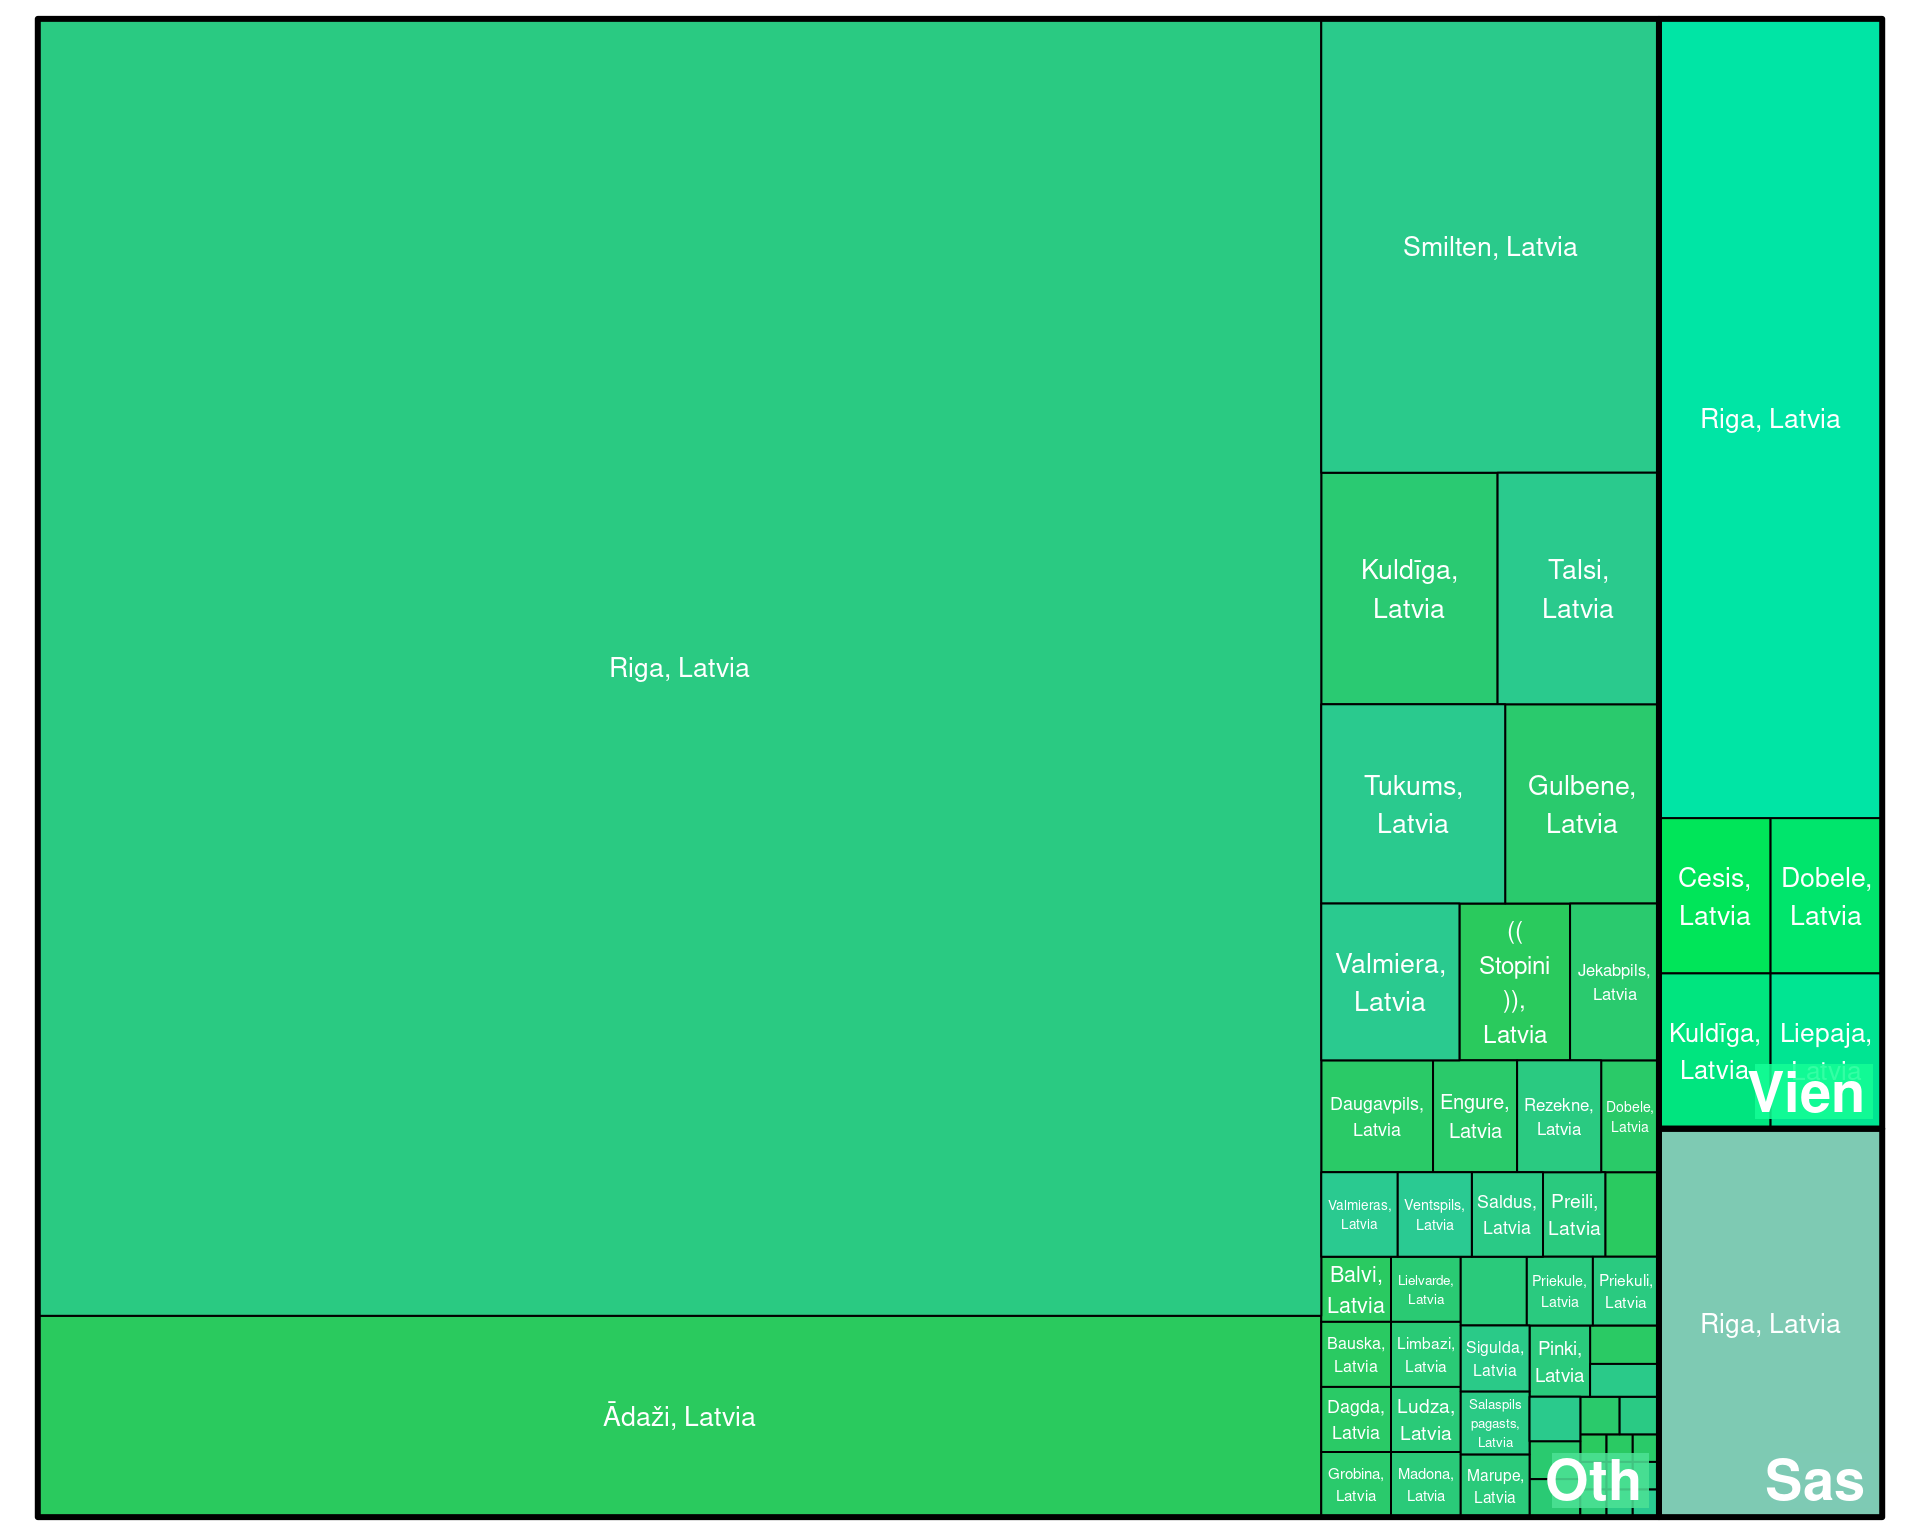 Riga, Latvia
Ādaži, Latvia
Smilten, Latvia
Kuldīga,
Latvia
Talsi,
Latvia
Tukums,
Latvia
Gulbene,
Latvia
Valmiera,
Latvia
((
Stopini
)),
Latvia
Jekabpils,
Latvia
Daugavpils,
Latvia
Engure,
Latvia
Rezekne,
Latvia
Dobele,
Latvia
Valmieras,
Latvia
Ventspils,
Latvia
Saldus,
Latvia
Preili,
Latvia
Balvi,
Latvia
Lielvarde,
Latvia
Priekule,
Latvia
Priekuli,
Latvia
Bauska,
Latvia
Limbazi,
Latvia
Sigulda,
Latvia
Pinki,
Latvia
Dagda,
Latvia
Ludza,
Latvia
Salaspils
pagasts,
Latvia
Grobina,
Latvia
Madona,
Latvia
Marupe,
Latvia
Oth
Riga, Latvia
Cesis,
Latvia
Dobele,
Latvia
Kuldīga,
Latvia
Liepaja,
Latvia
Vien
Riga, Latvia
Sas